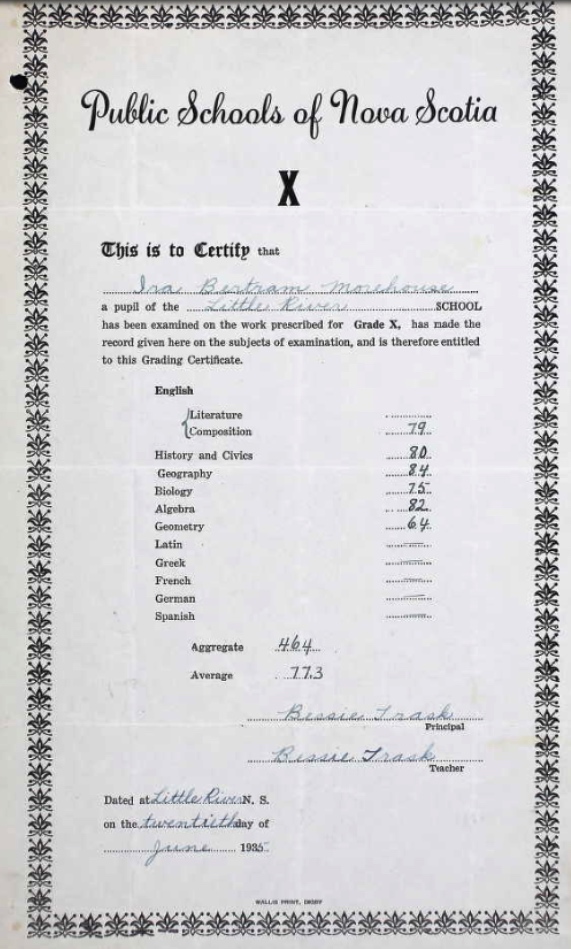 Public Schools of Nova Scotia
X
This is to Certify that
Ira Bertram Morehouse
a pupil of the Little River SCHOOL
has been examined on the work prescribed for Grade X, has made the
record given here on the subjects of examination, and is therefore entitled
to this Grading Certificate.
English
Literature
Composition 79
History and Civics 80
Geography 84
Biology 75
Algebra 82
Geometry 64
Latin
Greek
French
German
Spanish
Aggregate 464
Average 77.3
Bessie Trask
Principal
Bessie Trask
Teacher
Dated at Little River N. S.
on the twentieth day of
June 1935
WALLIS PRINT, DIGBY